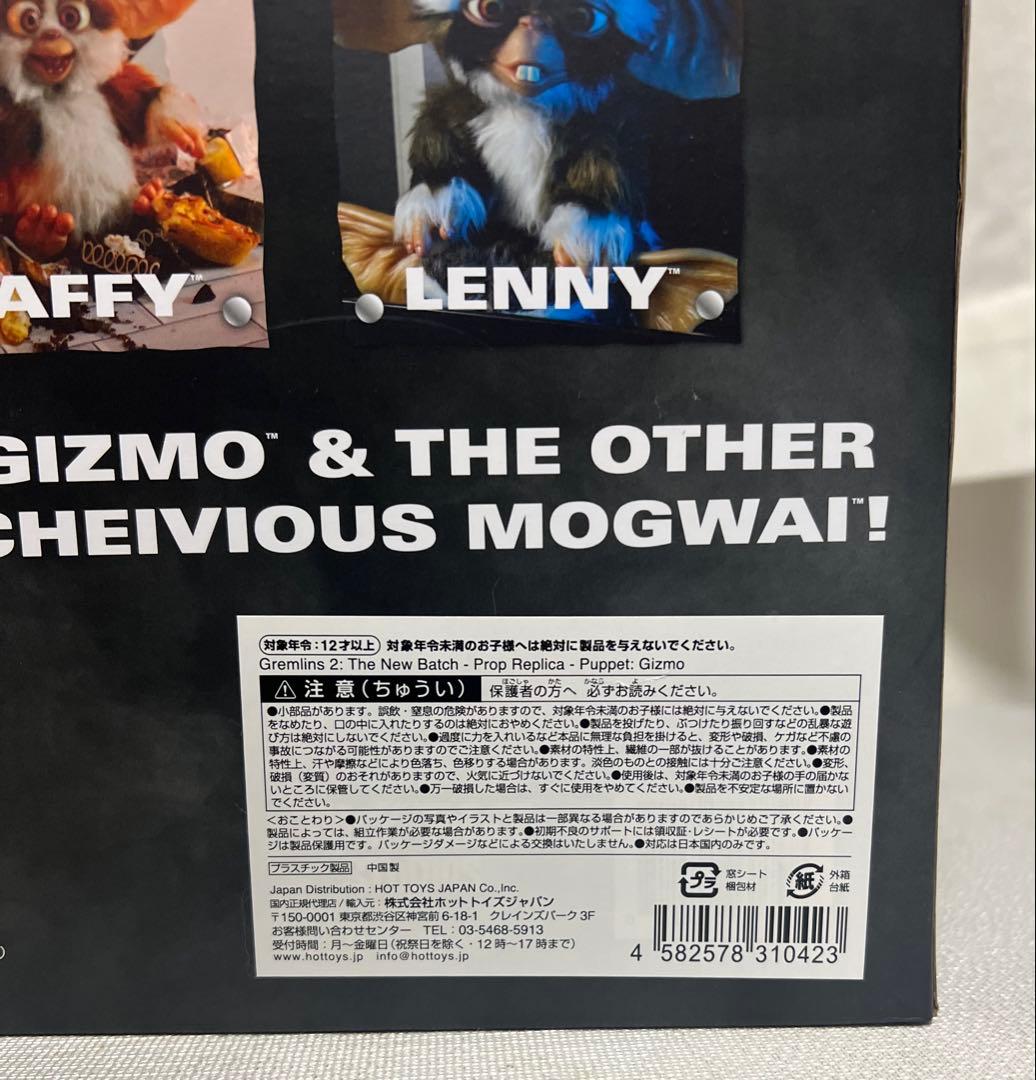 AFFY™
LENNY™
GIZMO™ & THE OTHER
CHEIVIOUS MOGWAI™!
対象年令:12才以上 対象年令未満のお子様へは絶対に製品を与えないでください。
Gremlins 2: The New Batch - Prop Replica - Puppet: Gizmo
⚠ 注意(ちゅうい) 保護者の方へ 必ずお読みください。
●小部品があります。誤飲・窒息の危険がありますので、対象年令未満のお子様には絶対に与えないでください。●製品
をなめたり、口の中に入れたりするのは絶対におやめください。●製品を投げたり、ぶつけたり振り回すなどの乱暴な遊
び方は絶対にしないでください。●過度に力を入れいるなど本品に無理な負担を掛けると、変形や破損、ケガなど不慮の
事故につながる可能性がありますのでご注意ください。●素材の特性上、繊維の一部が抜けることがあります。●素材の
特性上、汗や摩擦などにより色落ち、色移りする場合があります。淡色のものとの接触には十分ご注意ください。●変形、
破損(変質)のおそれがありますので、火気に近づけないでください。●使用後は、対象年令未満のお子様の手の届かな
いところに保管してください。●万一破損した場合は、すぐに使用をやめてください。●製品を不安定な場所に置かない
でください。
<おことわり>●パッケージの写真やイラストと製品は一部異なる場合がありますのであらかじめご了承ください。●
製品によっては、組立作業が必要な場合があります。●初期不良のサポートには領収証・レシートが必要です。●パッケー
ジは製品保護用です。パッケージダメージなどによる交換はいたしません。●対応は日本国内のみです。
プラスチック製品 中国製
Japan Distribution : HOT TOYS JAPAN Co.,Inc.
国内正規代理店/輸入元:株式会社ホットトイズジャパン
〒150-0001 東京都渋谷区神宮前 6-18-1 クレインズパーク 3F
お客様問い合わせセンター TEL:03-5468-5913
受付時間:月〜金曜日(祝祭日を除く・12時〜17時まで)
www.hottoys.jp info@hottoys.jp
プラ 窓シート
梱包材
紙 外箱
台紙
4 582578 310423